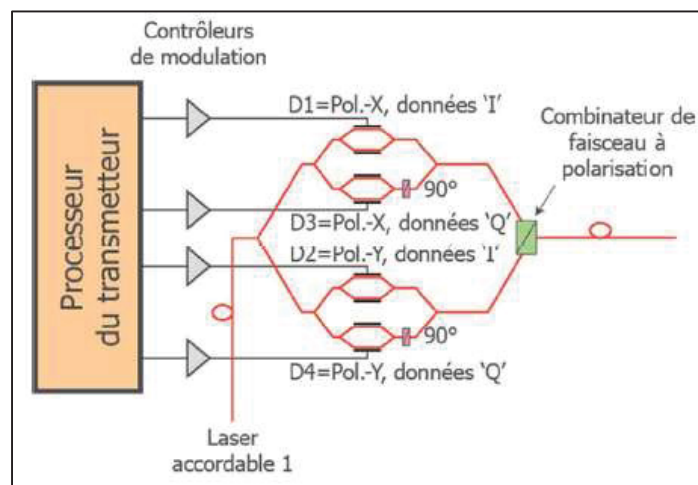 Contrôleurs
de modulation
Processeur
du transmetteur
D1=Pol.-X, données 'I'
90°
D3=Pol.-X, données 'Q'
D2=Pol.-Y, données 'I'
90°
D4=Pol.-Y, données 'Q'
Combinateur de
faisceau à
polarisation
Laser
accordable 1